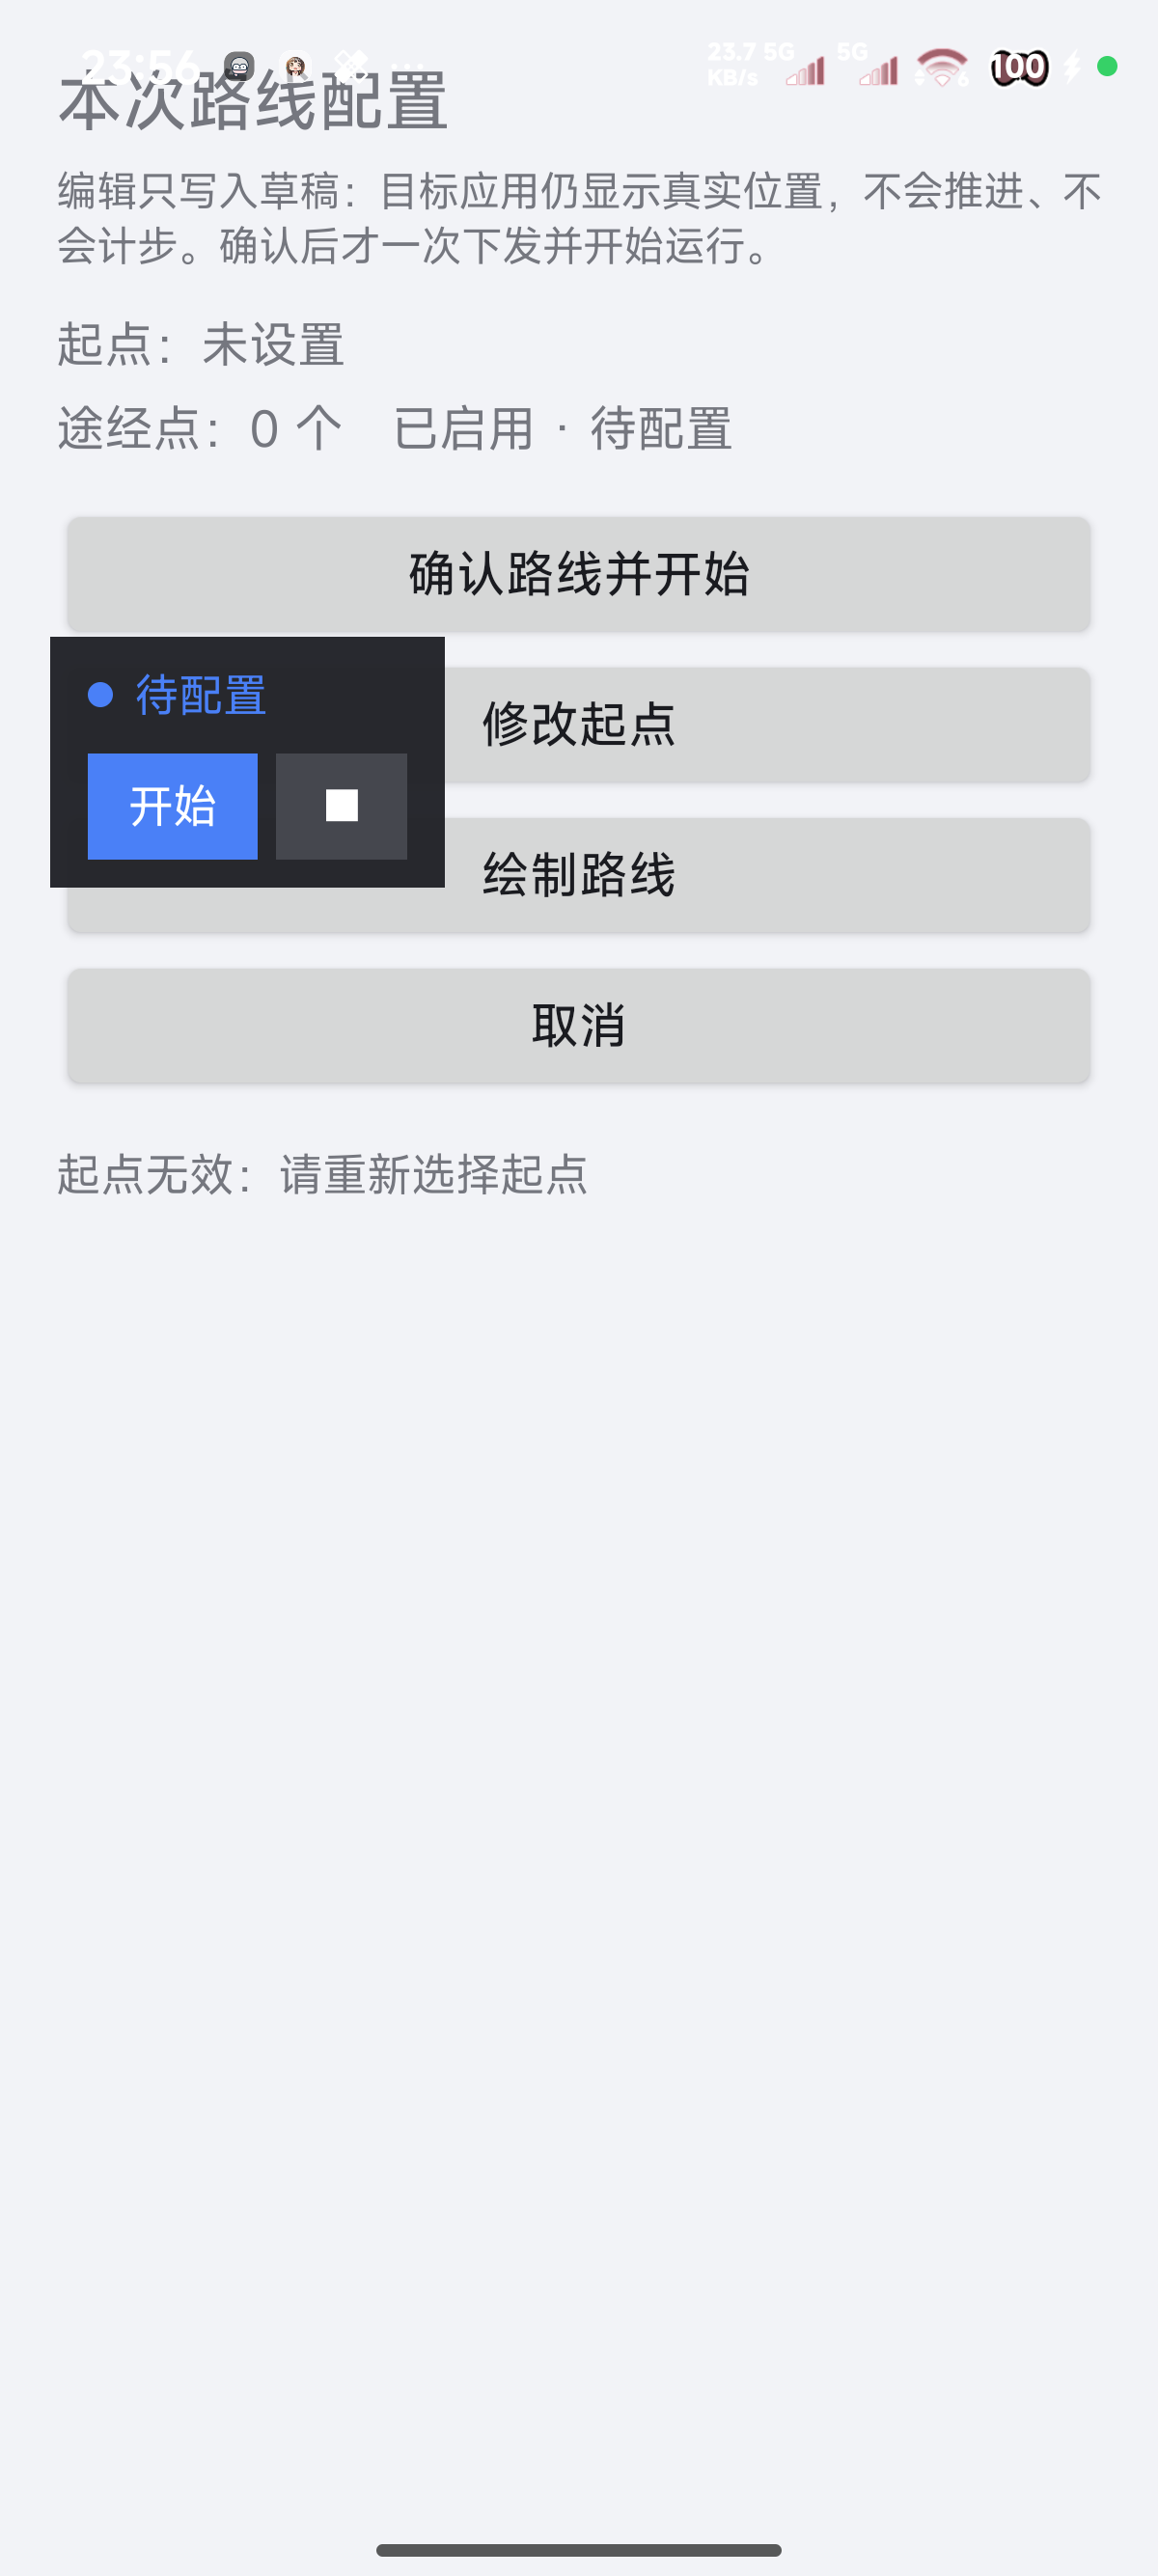 23:56
23.7 KB/s 5G 5G 6 100
本次路线配置
编辑只写入草稿：目标应用仍显示真实位置，不会推进、不
会计步。确认后才一次下发并开始运行。
起点：未设置
途经点：0 个 已启用 · 待配置
确认路线并开始
待配置
修改起点
开始
绘制路线
取消
起点无效：请重新选择起点